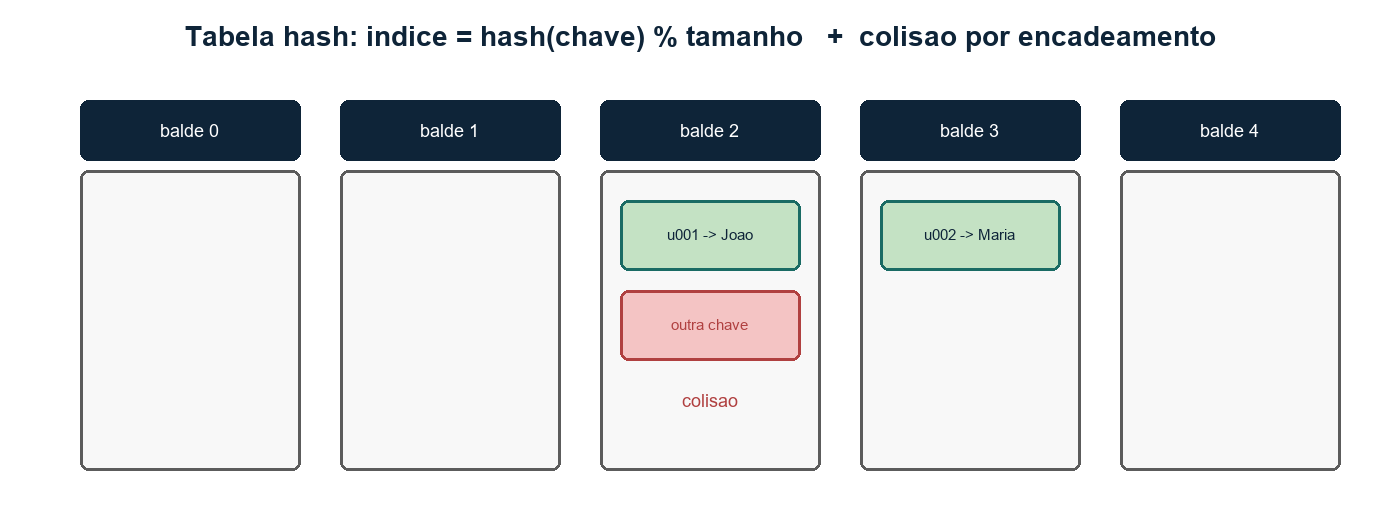 Tabela hash: indice = hash(chave) % tamanho   +  colisao por encadeamento
balde 0
balde 1
balde 2
balde 3
balde 4
u001 -> Joao
u002 -> Maria
outra chave
colisao